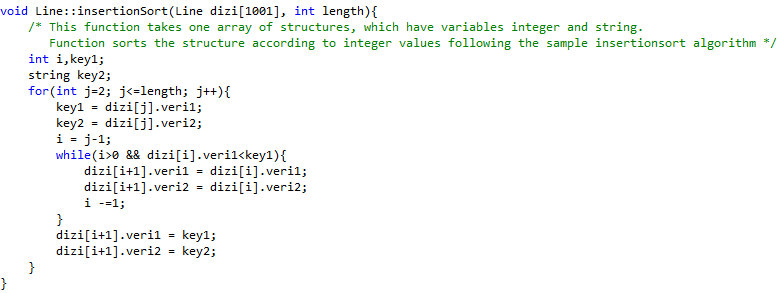 void Line::insertionSort(Line dizi[1001], int length){
    /* This function takes one array of structures, which have variables integer and string.
       Function sorts the structure according to integer values following the sample insertionsort algorithm */
    int i,key1;
    string key2;
    for(int j=2; j<=length; j++){
        key1 = dizi[j].veri1;
        key2 = dizi[j].veri2;
        i = j-1;
        while(i>0 && dizi[i].veri1<key1){
            dizi[i+1].veri1 = dizi[i].veri1;
            dizi[i+1].veri2 = dizi[i].veri2;
            i -=1;
        }
        dizi[i+1].veri1 = key1;
        dizi[i+1].veri2 = key2;
    }
}